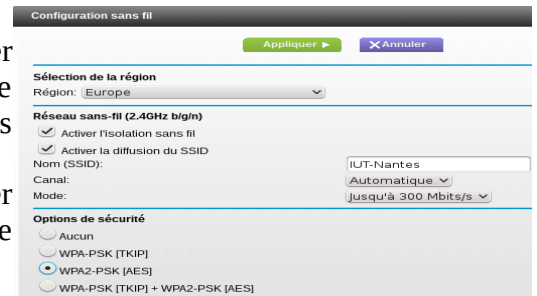 Configuration sans fil
Appliquer ► X Annuler
er
Sélection de la région
e
Région: Europe
s
Réseau sans-fil (2.4GHz b/g/n)
Activer l'isolation sans fil
Activer la diffusion du SSID
Nom (SSID): IUT-Nantes
Canal: Automatique
er
Mode: Jusqu'à 300 Mbits/s
Options de sécurité
e
Aucun
WPA-PSK [TKIP]
WPA2-PSK [AES]
WPA-PSK [TKIP] + WPA2-PSK [AES]